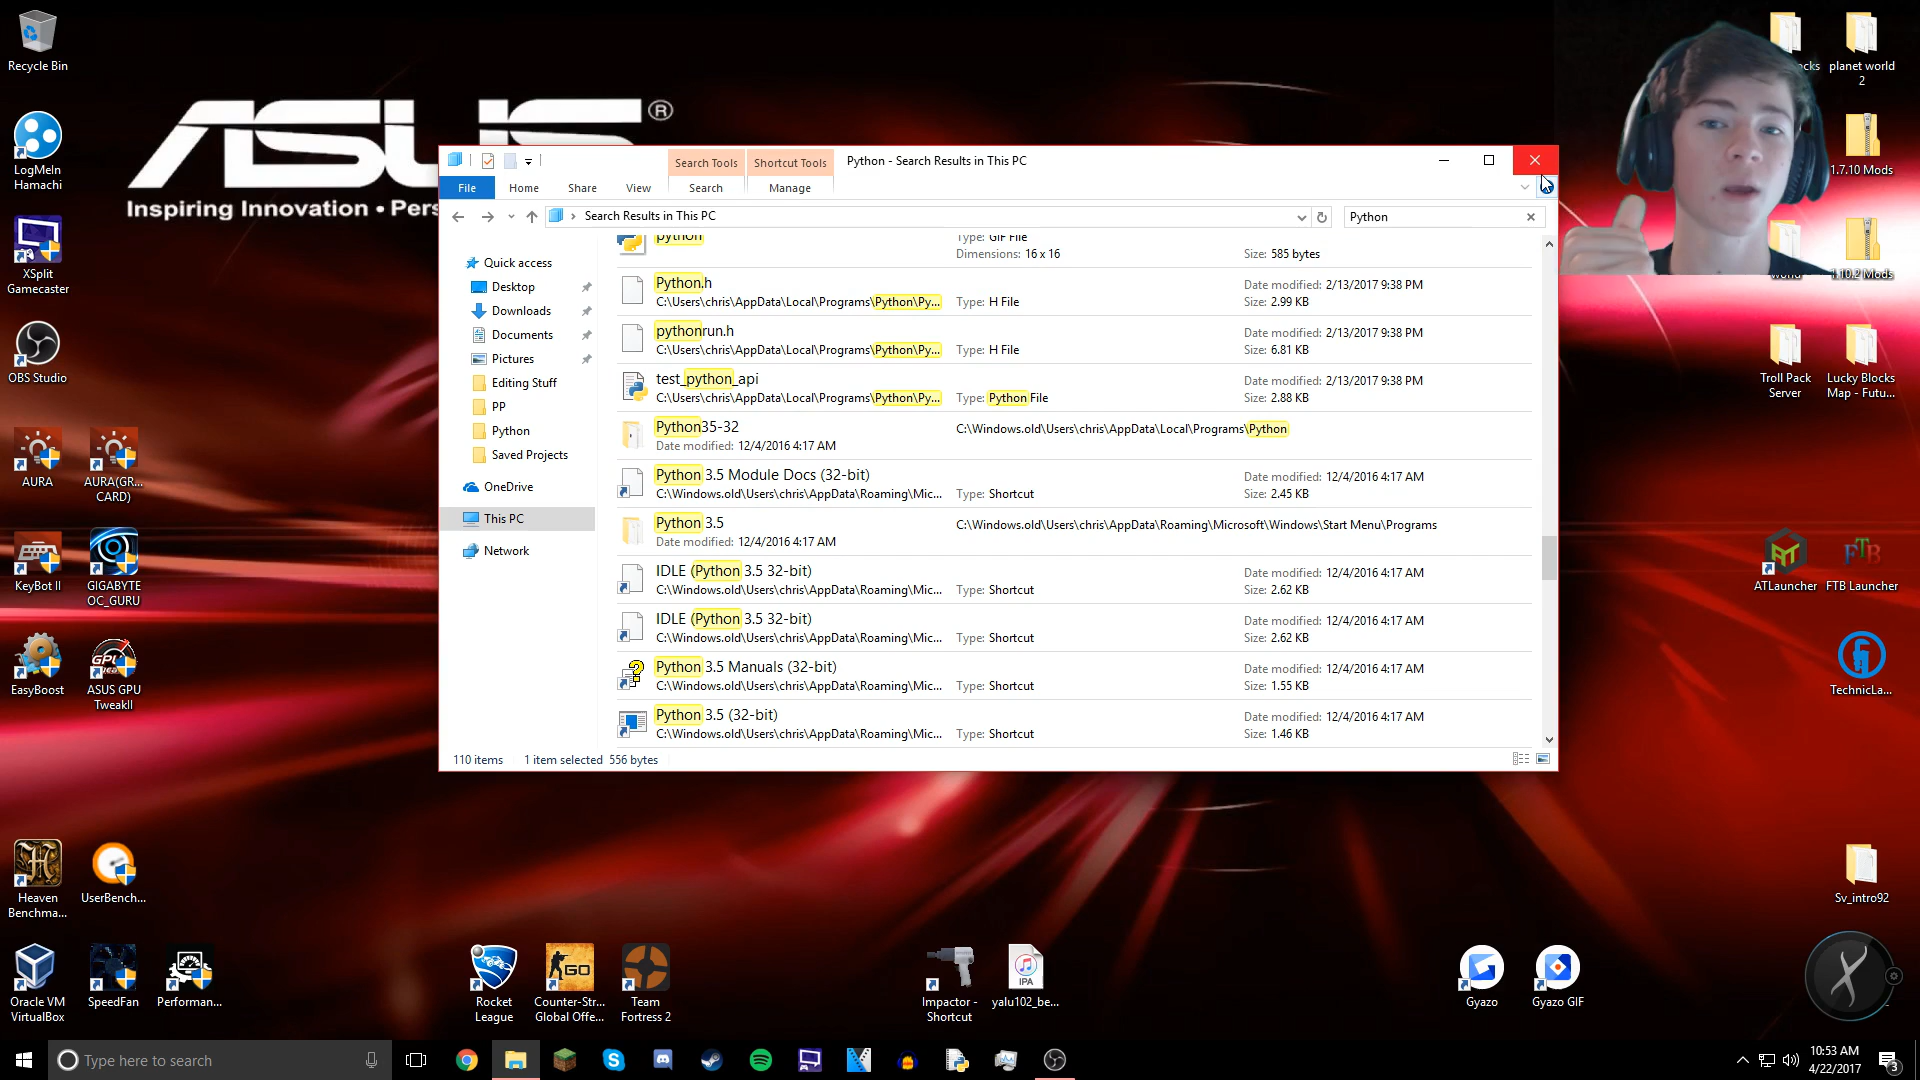 Recycle Bin
LogMeIn
Hamachi
XSplit
Gamecaster
OBS Studio
AURA
AURA(GR...
CARD)
KeyBot II
GIGABYTE
OC_GURU
EasyBoost
ASUS GPU
TweakII
Heaven
Benchma...
UserBench...
Oracle VM
VirtualBox
SpeedFan
Performan...
ASUS®
Inspiring Innovation • Pers
Search Tools
Shortcut Tools
Python - Search Results in This PC
File
Home
Share
View
Search
Manage
Search Results in This PC
Python
Quick access
Desktop
Downloads
Documents
Pictures
Editing Stuff
PP
Python
Saved Projects
OneDrive
This PC
Network
python
Type: GIF File
Dimensions: 16 x 16
Size: 585 bytes
Python.h
C:\Users\chris\AppData\Local\Programs\Python\Py...
Type: H File
Date modified: 2/13/2017 9:38 PM
Size: 2.99 KB
pythonrun.h
C:\Users\chris\AppData\Local\Programs\Python\Py...
Type: H File
Date modified: 2/13/2017 9:38 PM
Size: 6.81 KB
test_python_api
C:\Users\chris\AppData\Local\Programs\Python\Py...
Type: Python File
Date modified: 2/13/2017 9:38 PM
Size: 2.88 KB
Python35-32
Date modified: 12/4/2016 4:17 AM
C:\Windows.old\Users\chris\AppData\Local\Programs\Python
Python 3.5 Module Docs (32-bit)
C:\Windows.old\Users\chris\AppData\Roaming\Mic...
Type: Shortcut
Date modified: 12/4/2016 4:17 AM
Size: 2.45 KB
Python 3.5
Date modified: 12/4/2016 4:17 AM
C:\Windows.old\Users\chris\AppData\Roaming\Microsoft\Windows\Start Menu\Programs
IDLE (Python 3.5 32-bit)
C:\Windows.old\Users\chris\AppData\Roaming\Mic...
Type: Shortcut
Date modified: 12/4/2016 4:17 AM
Size: 2.62 KB
IDLE (Python 3.5 32-bit)
C:\Windows.old\Users\chris\AppData\Roaming\Mic...
Type: Shortcut
Date modified: 12/4/2016 4:17 AM
Size: 2.62 KB
Python 3.5 Manuals (32-bit)
C:\Windows.old\Users\chris\AppData\Roaming\Mic...
Type: Shortcut
Date modified: 12/4/2016 4:17 AM
Size: 1.55 KB
Python 3.5 (32-bit)
C:\Windows.old\Users\chris\AppData\Roaming\Mic...
Type: Shortcut
Date modified: 12/4/2016 4:17 AM
Size: 1.46 KB
110 items
1 item selected 556 bytes
planet world
2
1.7.10 Mods
1.10.2 Mods
Troll Pack
Server
Lucky Blocks
Map - Futu...
ATLauncher
FTB
FTB Launcher
TechnicLa...
Sv_intro92
Rocket
League
GO
Counter-Str...
Global Offe...
Team
Fortress 2
Impactor -
Shortcut
IPA
yalu102_be...
Gyazo
Gyazo GIF
Type here to search
10:53 AM
4/22/2017
3